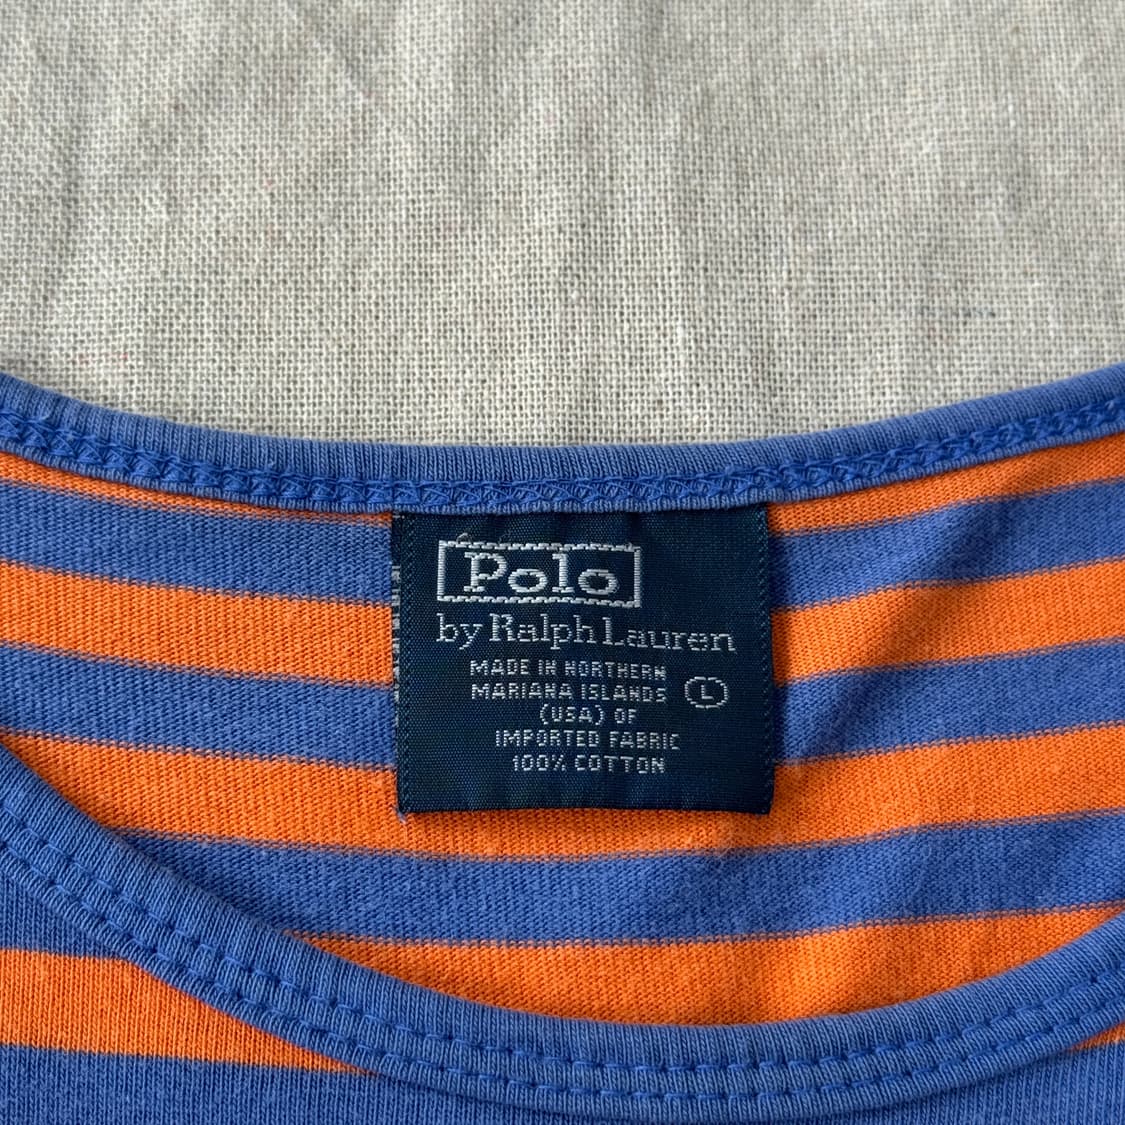 Polo
by Ralph Lauren
MADE IN NORTHERN
MARIANA ISLANDS
(USA) OF
IMPORTED FABRIC
100% COTTON
L